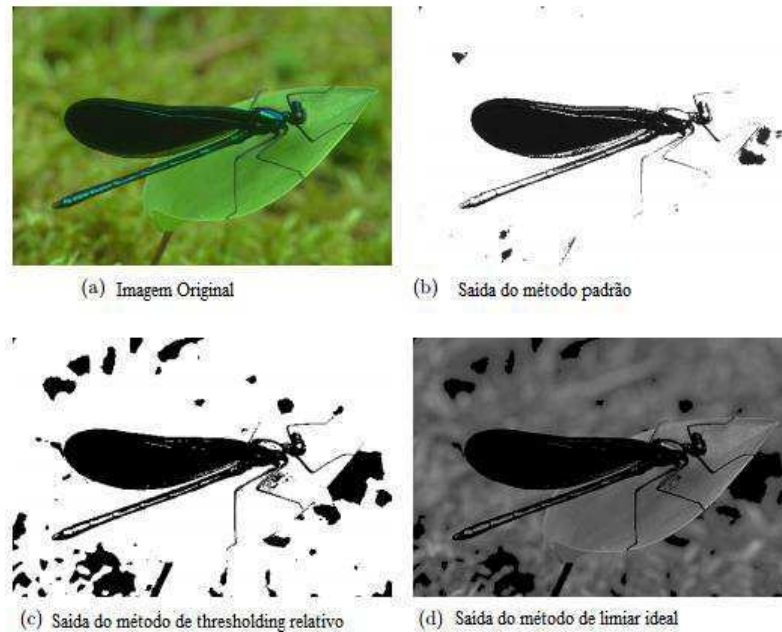 (a) Imagem Original
(b) Saida do método padrão
(c) Saida do método de thresholding relativo
(d) Saida do método de limiar ideal